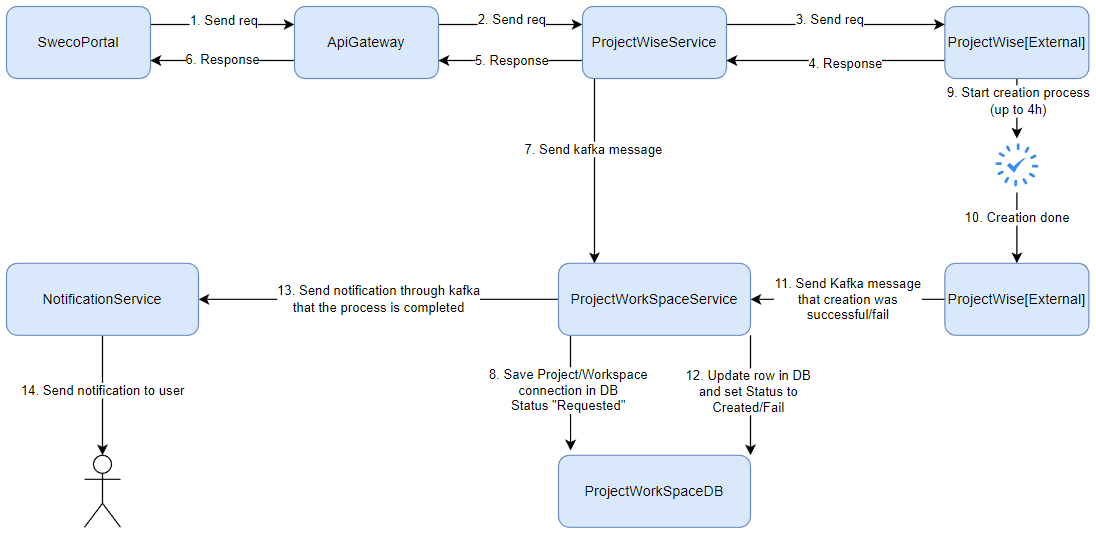 1. Send req
2. Send req
3. Send req
SwecoPortal
ApiGateway
ProjectWiseService
ProjectWise[External]
6. Response
5. Response
4. Response
9. Start creation process
(up to 4h)
7. Send kafka message
10. Creation done
NotificationService
13. Send notification through kafka
that the process is completed
ProjectWorkSpaceService
11. Send Kafka message
that creation was
successful/fail
ProjectWise[External]
14. Send notification to user
8. Save Project/Workspace
connection in DB
Status "Requested"
12. Update row in DB
and set Status to
Created/Fail
ProjectWorkSpaceDB